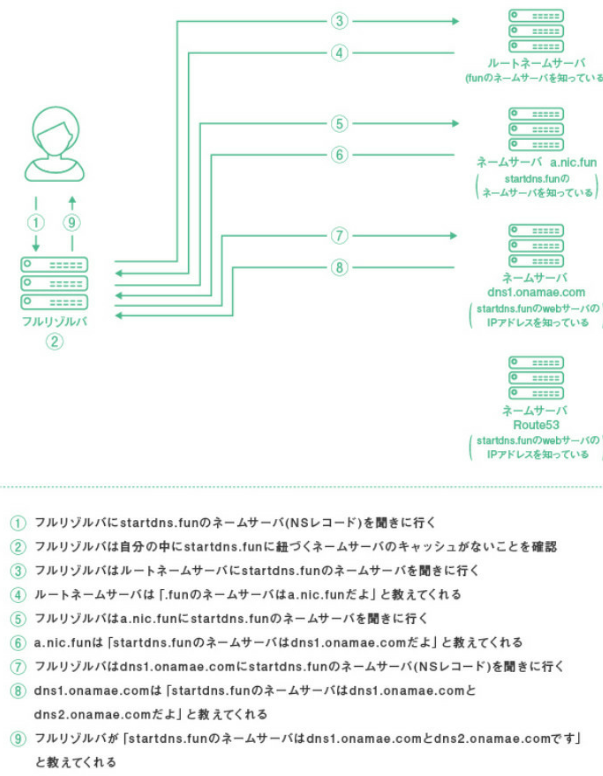 ③
④
ルートネームサーバ
(funのネームサーバを知っている
⑤
⑥
ネームサーバ a.nic.fun
startdns.funの
ネームサーバを知っている
① ⑨
⑦
⑧
フルリゾルバ
②
ネームサーバ
dns1.onamae.com
startdns.funのwebサーバの
IPアドレスを知っている
ネームサーバ
Route53
startdns.funのwebサーバの
IPアドレスを知っている
① フルリゾルバにstartdns.funのネームサーバ(NSレコード)を聞きに行く
② フルリゾルバは自分の中にstartdns.funに紐づくネームサーバのキャッシュがないことを確認
③ フルリゾルバはルートネームサーバにstartdns.funのネームサーバを聞きに行く
④ ルートネームサーバは「.funのネームサーバはa.nic.funだよ」と教えてくれる
⑤ フルリゾルバはa.nic.funにstartdns.funのネームサーバを聞きに行く
⑥ a.nic.funは「startdns.funのネームサーバはdns1.onamae.comだよ」と教えてくれる
⑦ フルリゾルバはdns1.onamae.comにstartdns.funのネームサーバ(NSレコード)を聞きに行く
⑧ dns1.onamae.comは「startdns.funのネームサーバはdns1.onamae.comと
dns2.onamae.comだよ」と教えてくれる
⑨ フルリゾルバが「startdns.funのネームサーバはdns1.onamae.comとdns2.onamae.comです」
と教えてくれる